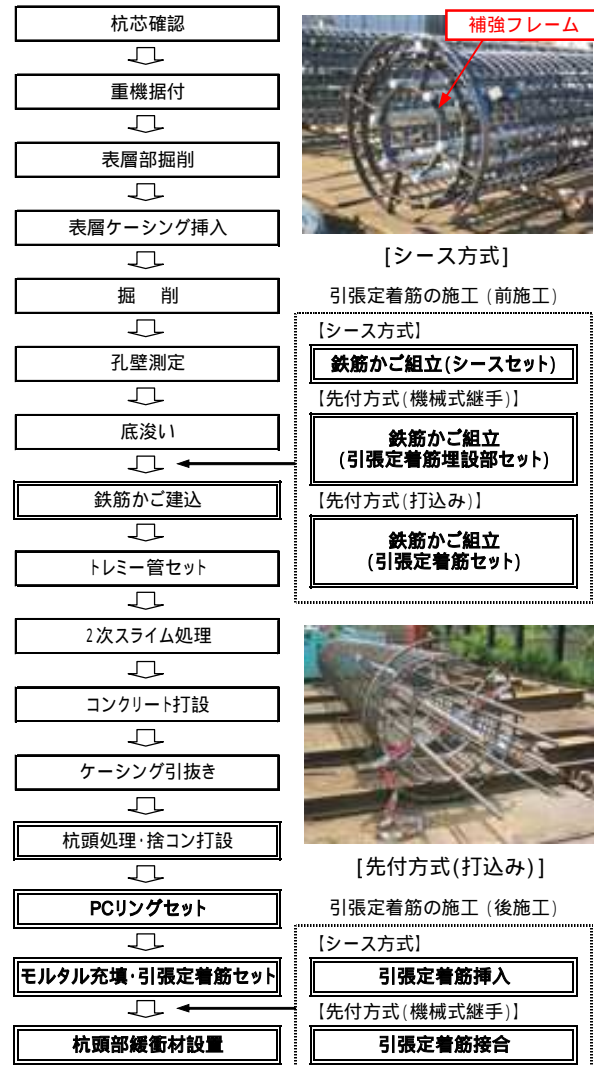 杭芯確認
重機据付
表層部掘削
表層ケーシング挿入
掘　削
孔壁測定
底浚い
鉄筋かご建込
トレミー管セット
2次スライム処理
コンクリート打設
ケーシング引抜き
杭頭処理・捨コン打設
PCリングセット
モルタル充填・引張定着筋セット
杭頭部緩衝材設置
補強フレーム
[シース方式]
引張定着筋の施工（前施工）
【シース方式】
鉄筋かご組立(シースセット)
【先付方式(機械式継手)】
鉄筋かご組立
(引張定着筋埋設部セット)
【先付方式(打込み)】
鉄筋かご組立
(引張定着筋セット)
[先付方式(打込み)]
引張定着筋の施工（後施工）
【シース方式】
引張定着筋挿入
【先付方式(機械式継手)】
引張定着筋接合